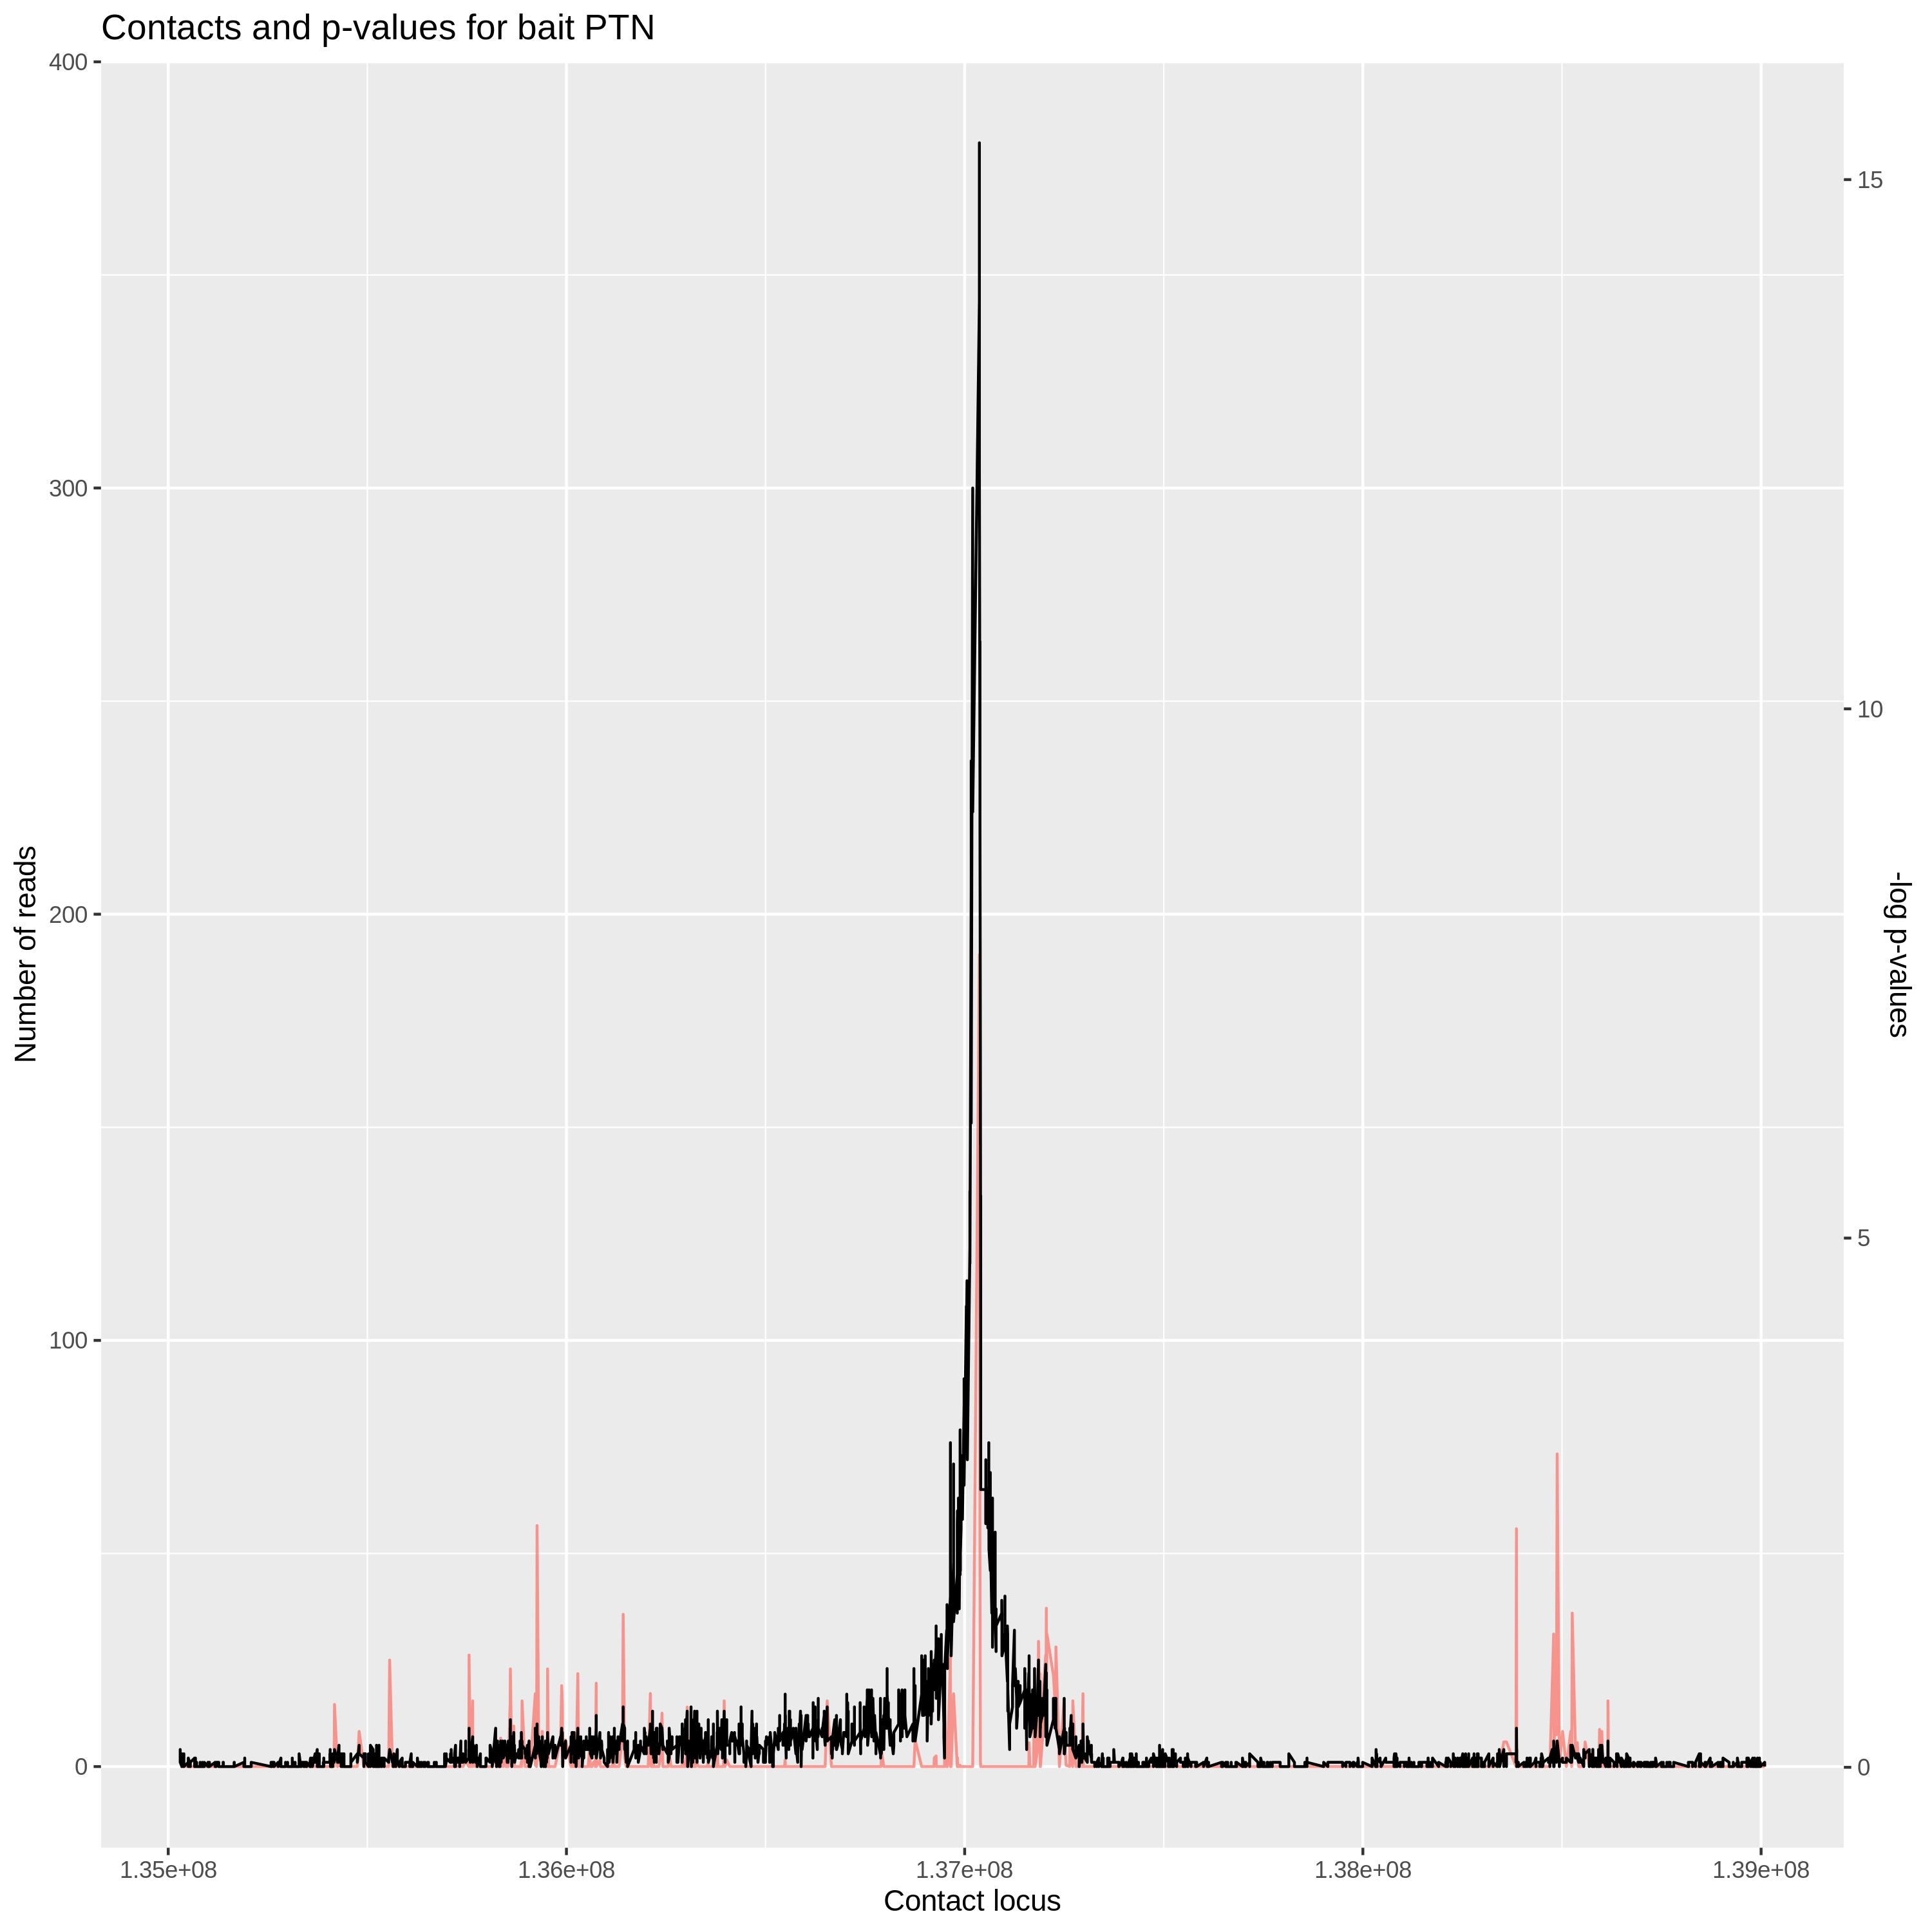 Contacts and p-values for bait PTN
400
300
200
100
0
Number of reads
15
10
5
0
-log p-values
1.35e+08 1.36e+08 1.37e+08 1.38e+08 1.39e+08
Contact locus